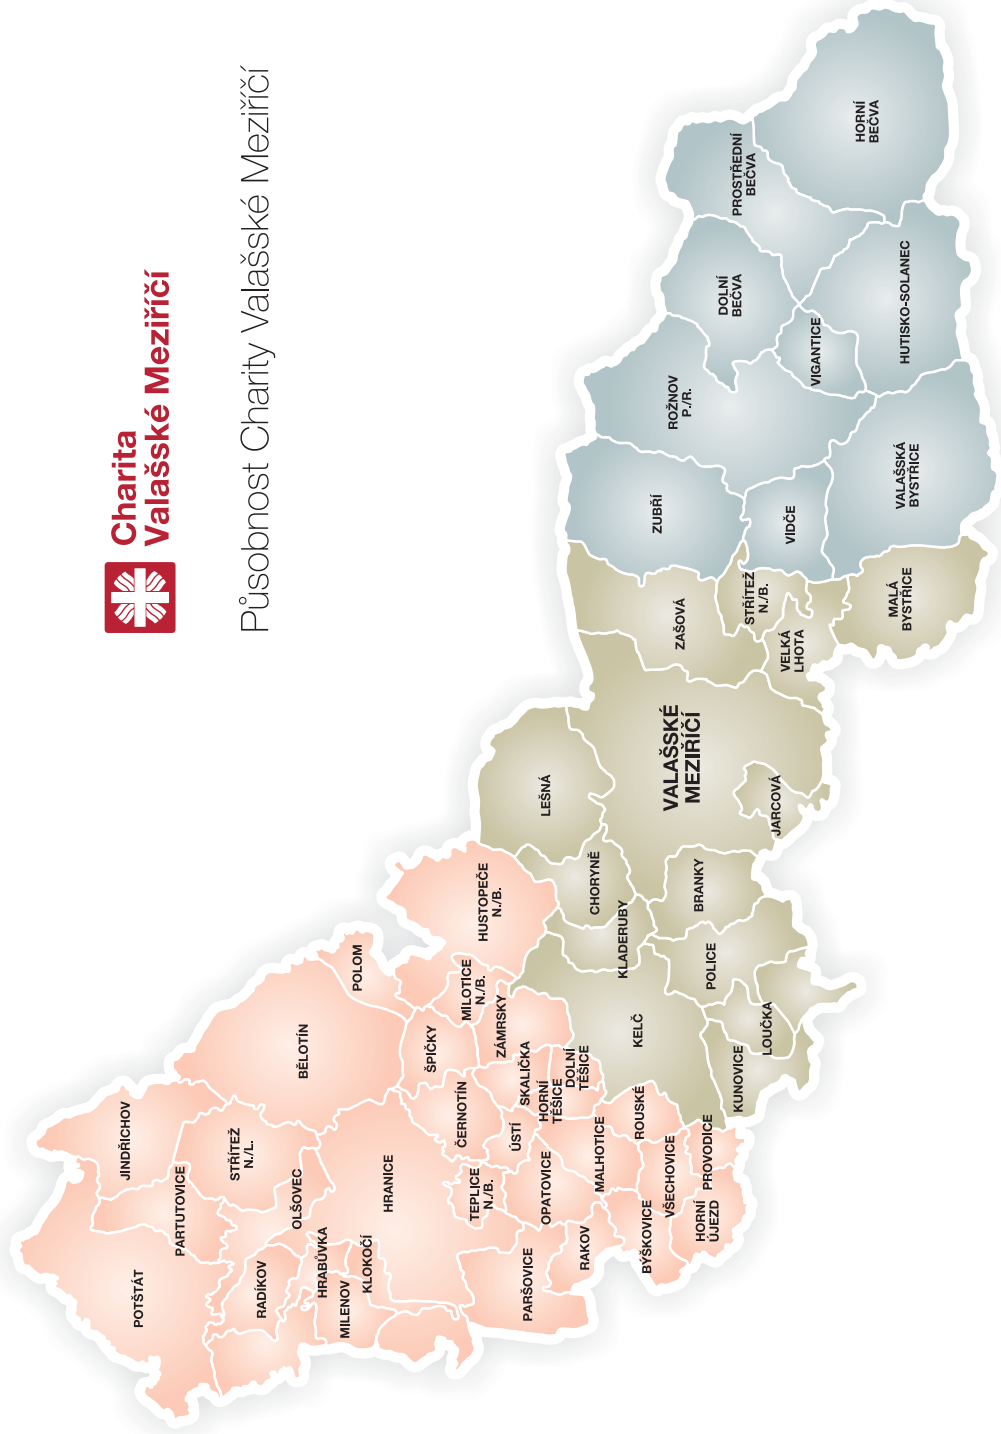 Charita
Valašské Meziříčí
Působnost Charity Valašské Meziříčí
POTŠTÁT
JINDŘICHOV
PARTUTOVICE
STŘÍTEŽ
N./L.
BĚLOTÍN
RADÍKOV
OLŠOVEC
HRABŮVKA
MILENOV
KLOKOČÍ
HRANICE
POLOM
ŠPIČKY
ČERNOTÍN
HUSTOPEČE
N./B.
MILOTICE
N./B.
ZÁMRSKY
SKALIČKA
ÚSTÍ
TEPLICE
N./B.
HORNÍ
TĚŠICE
DOLNÍ
TĚŠICE
OPATOVICE
PARŠOVICE
RAKOV
MALHOTICE
ROUSKÉ
BÝŠKOVICE
VŠECHOVICE
PROVODICE
HORNÍ
ÚJEZD
LEŠNÁ
CHORYNĚ
KLADERUBY
KELČ
POLICE
BRANKY
KUNOVICE
LOUČKA
VALAŠSKÉ
MEZIŘÍČÍ
JARCOVÁ
ZAŠOVÁ
STŘÍTEŽ
N./B.
VELKÁ
LHOTA
MALÁ
BYSTŘICE
ZUBŘÍ
VIDČE
ROŽNOV
P./R.
VALAŠSKÁ
BYSTŘICE
VIGANTICE
DOLNÍ
BEČVA
HUTISKO-SOLANEC
PROSTŘEDNÍ
BEČVA
HORNÍ
BEČVA